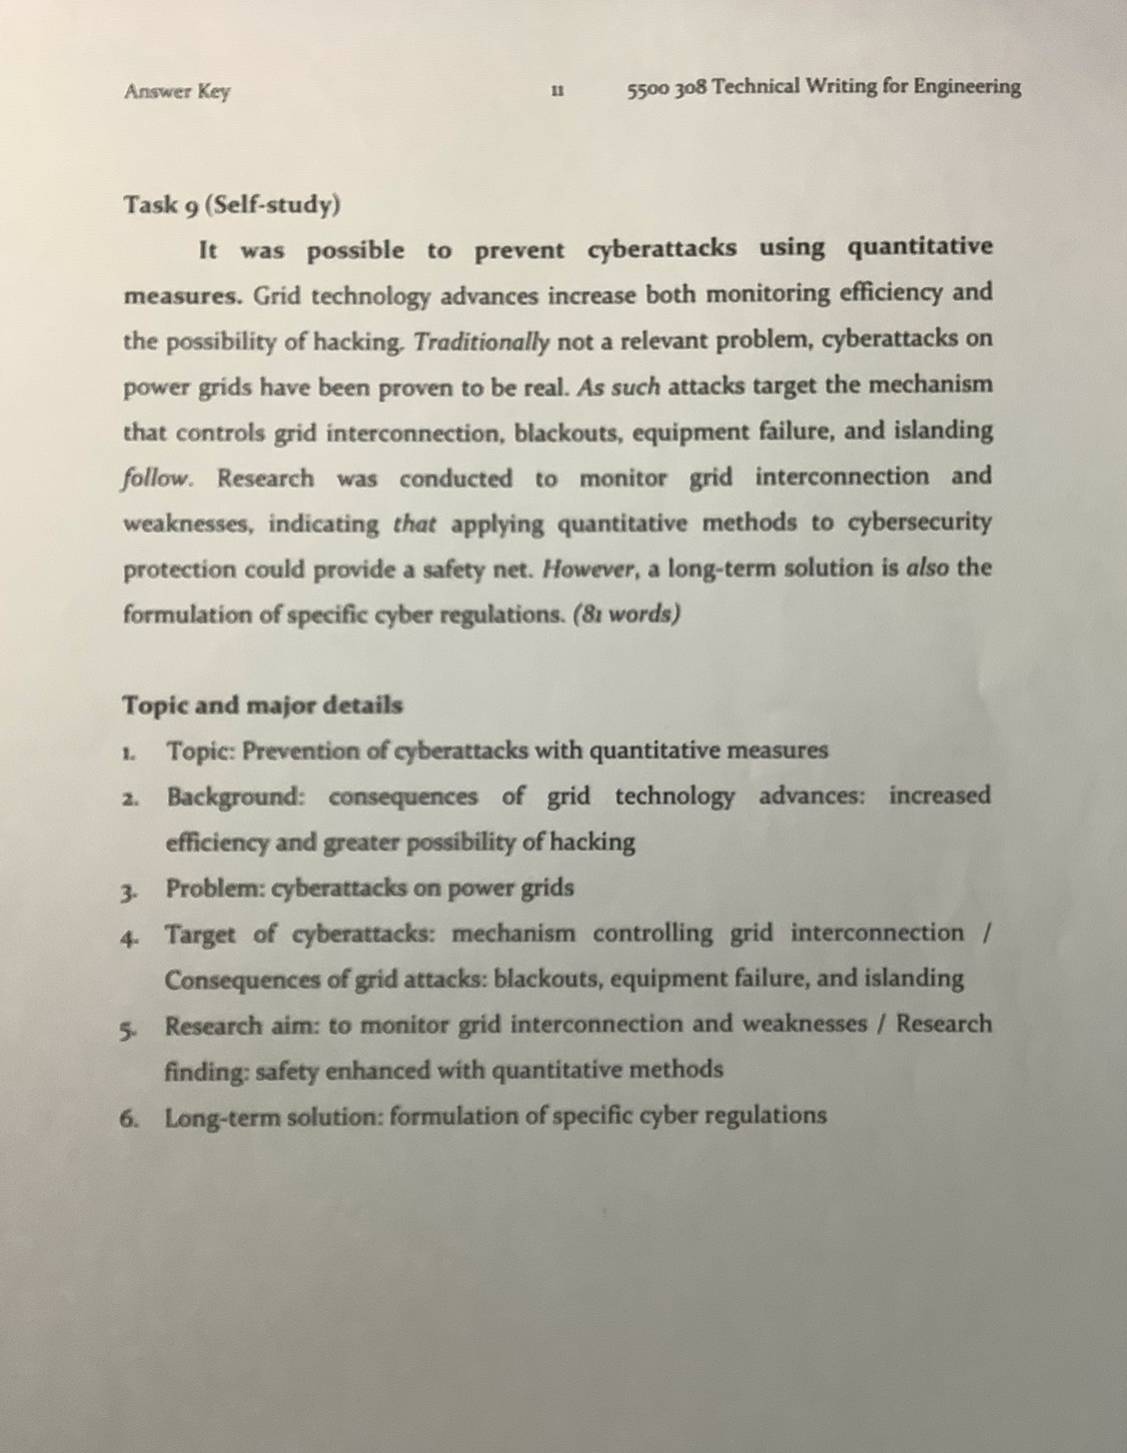 Answer Key 11 5500 308 Technical Writing for Engineering
Task 9 (Self-study)
It was possible to prevent cyberattacks using quantitative
measures. Grid technology advances increase both monitoring efficiency and
the possibility of hacking. Traditionally not a relevant problem, cyberattacks on
power grids have been proven to be real. As such attacks target the mechanism
that controls grid interconnection, blackouts, equipment failure, and islanding
follow. Research was conducted to monitor grid interconnection and
weaknesses, indicating that applying quantitative methods to cybersecurity
protection could provide a safety net. However, a long-term solution is also the
formulation of specific cyber regulations. (81 words)
Topic and major details
1. Topic: Prevention of cyberattacks with quantitative measures
2. Background: consequences of grid technology advances: increased
efficiency and greater possibility of hacking
3. Problem: cyberattacks on power grids
4. Target of cyberattacks: mechanism controlling grid interconnection /
Consequences of grid attacks: blackouts, equipment failure, and islanding
5. Research aim: to monitor grid interconnection and weaknesses / Research
finding: safety enhanced with quantitative methods
6. Long-term solution: formulation of specific cyber regulations